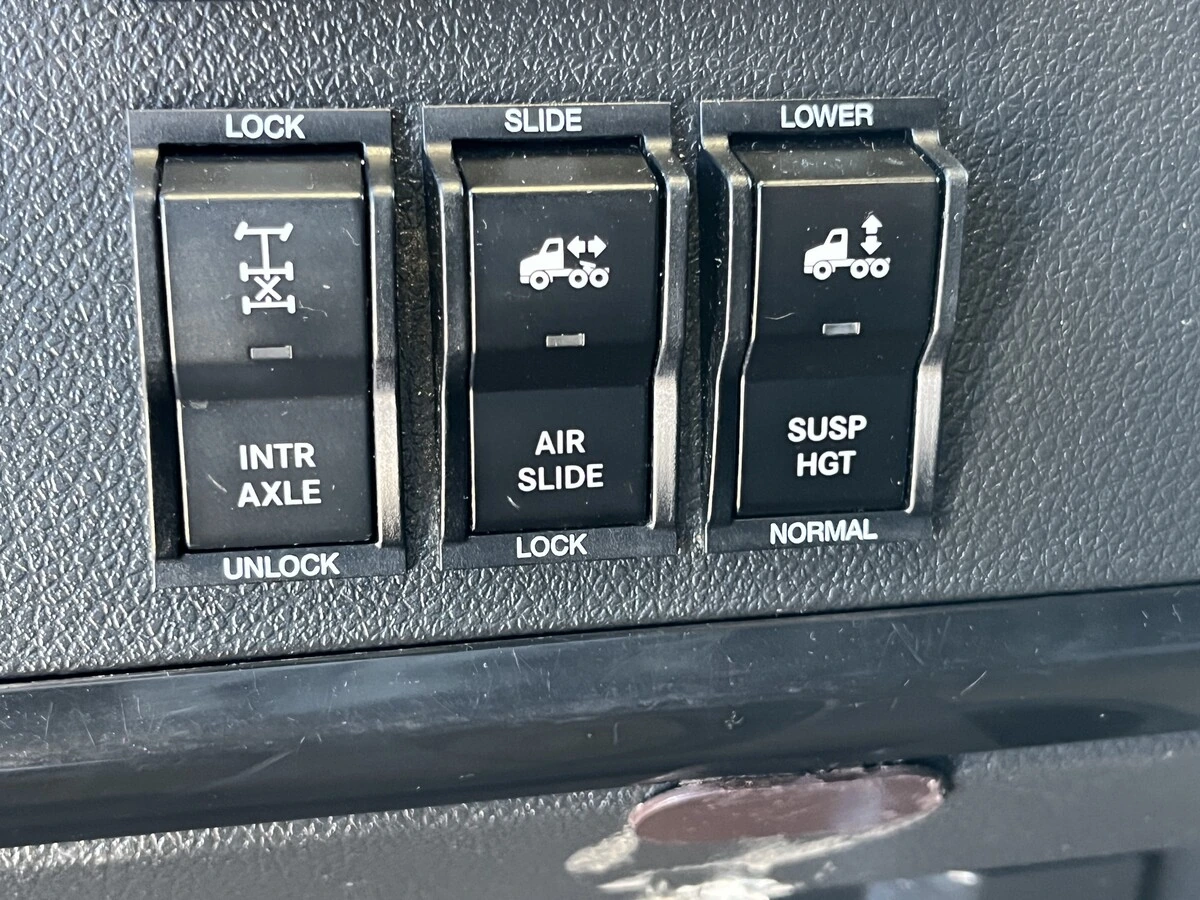 LOCK
INTR
AXLE
UNLOCK
SLIDE
AIR
SLIDE
LOCK
LOWER
SUSP
HGT
NORMAL